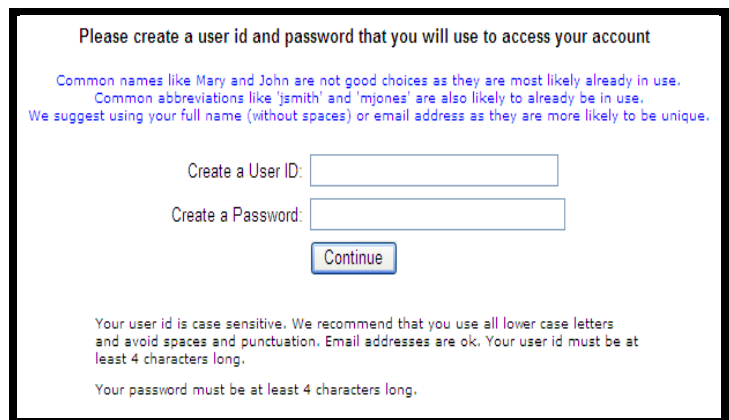 Please create a user id and password that you will use to access your account
Common names like Mary and John are not good choices as they are most likely already in use.
Common abbreviations like 'jsmith' and 'mjones' are also likely to already be in use.
We suggest using your full name (without spaces) or email address as they are more likely to be unique.
Create a User ID:
Create a Password:
Continue
Your user id is case sensitive. We recommend that you use all lower case letters
and avoid spaces and punctuation. Email addresses are ok. Your user id must be at
least 4 characters long.
Your password must be at least 4 characters long.